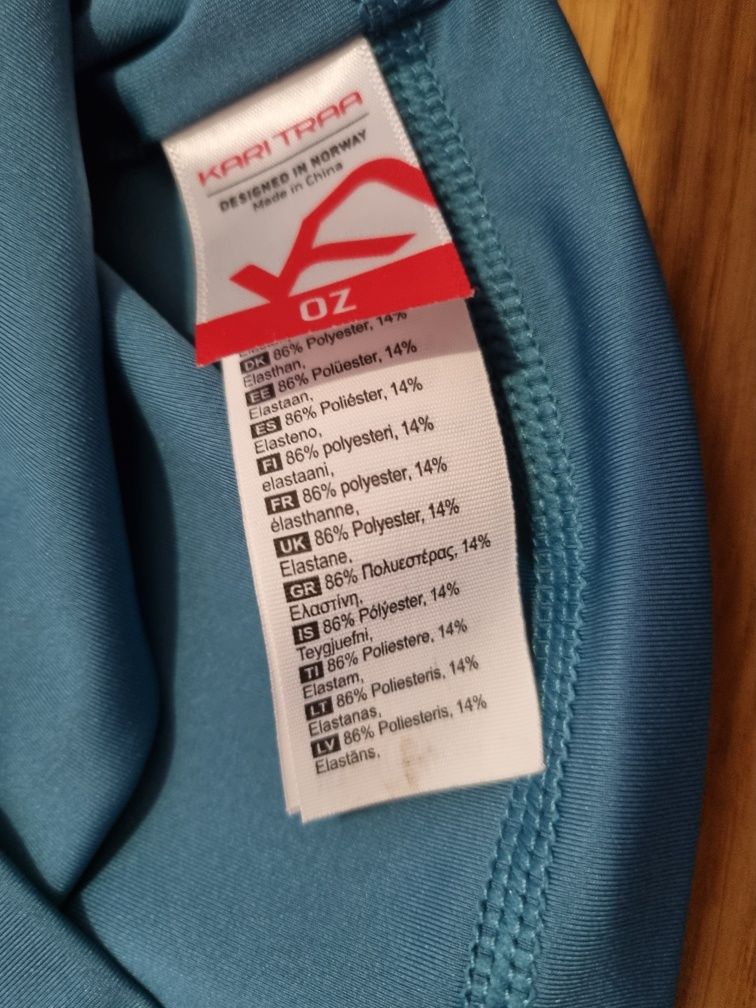 KARI TRAA
DESIGNED IN NORWAY
Made in China
OZ
DK 86% Polyester, 14%
Elasthan,
EE 86% Polüester, 14%
Elastaan,
ES 86% Poliéster, 14%
Elasteno,
FI 86% polyesteri, 14%
elastaani,
FR 86% polyester, 14%
élasthanne,
UK 86% Polyester, 14%
Elastane,
GR 86% Πολυεστέρας, 14%
Ελαστίνη,
IS 86% Pólýester, 14%
Teygjuefni,
TI 86% Poliestere, 14%
Elastam,
LT 86% Poliesteris, 14%
Elastanas,
LV 86% Poliesteris, 14%
Elastāns,